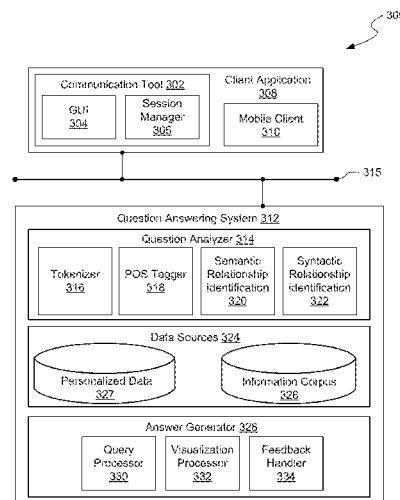 300
Communication Tool 302
Client Application
308
GUI
304
Session
Manager
306
Mobile Client
310
315
Question Answering System 312
Question Analyzer 314
Tokenizer
316
POS Tagger
318
Semantic
Relationship
Identification
320
Syntactic
Relationship
Identification
322
Data Sources 324
Personalized Data
327
Information Corpus
326
Answer Generator 328
Query
Processor
330
Visualization
Processor
332
Feedback
Handler
334